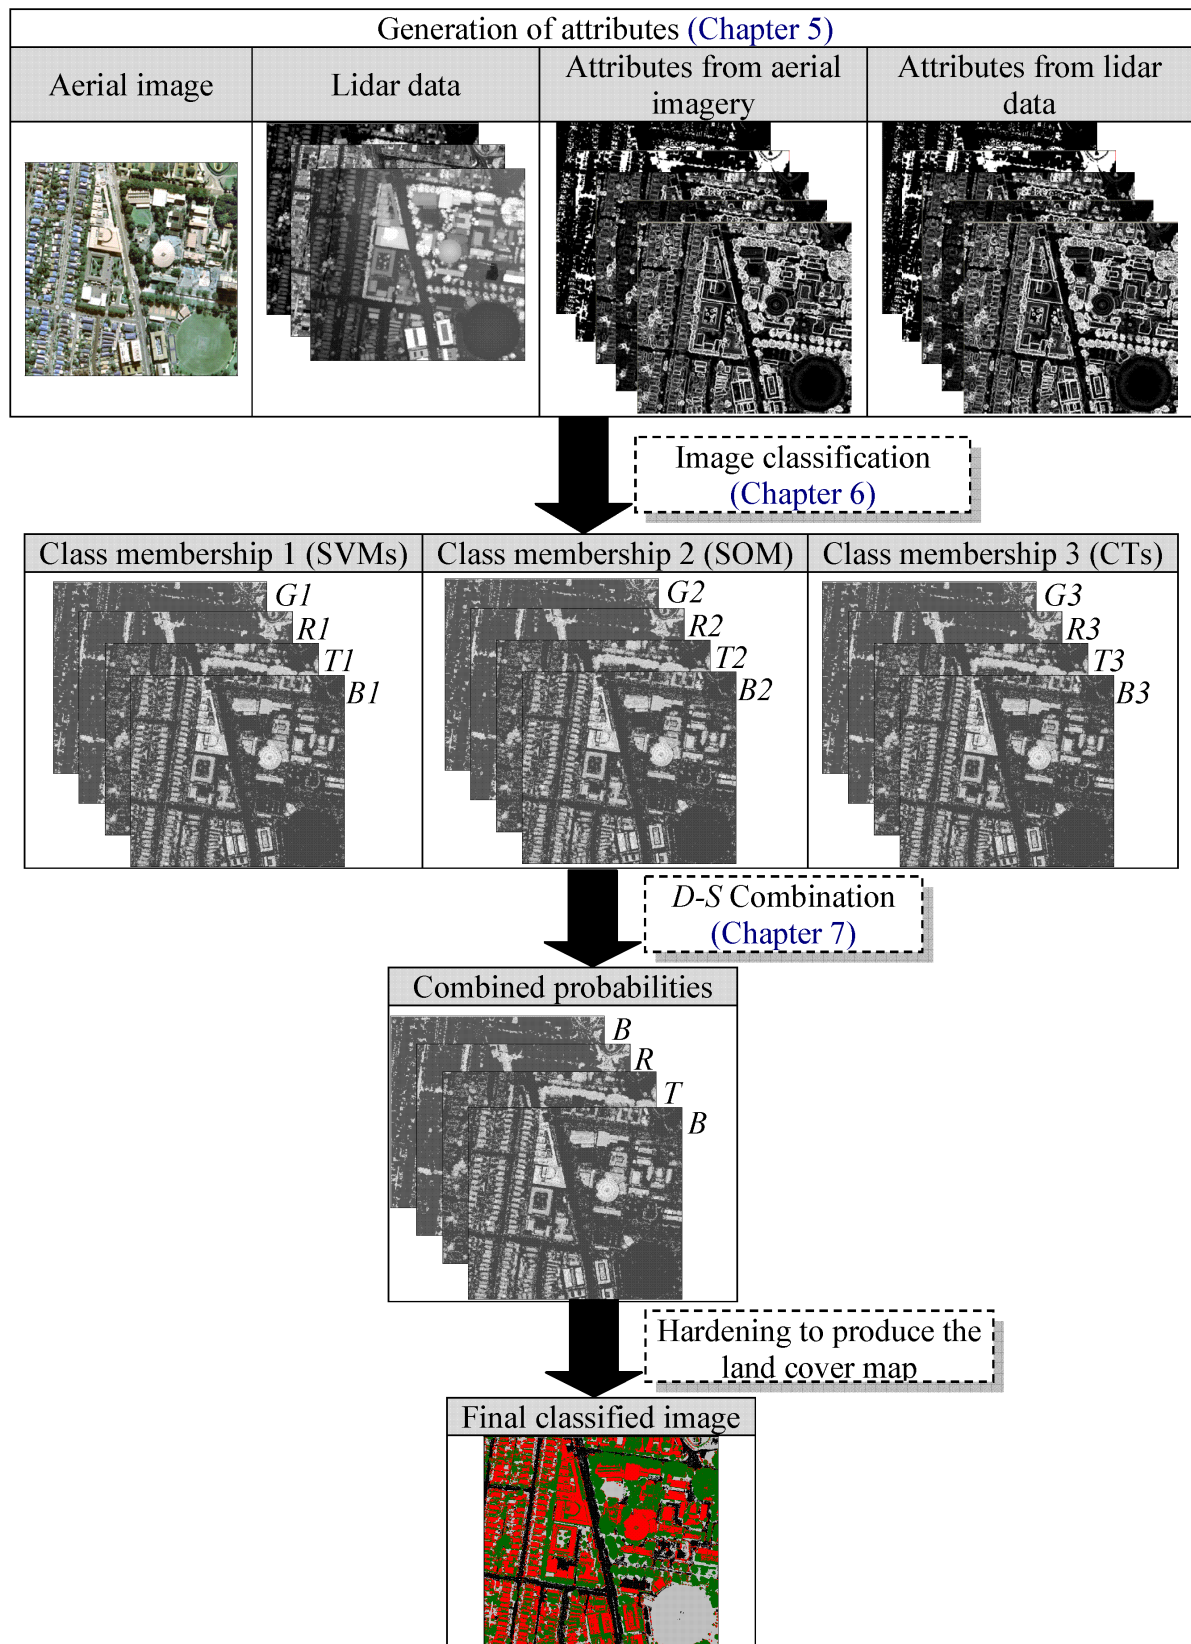 Generation of attributes (Chapter 5)
Aerial image
Lidar data
Attributes from aerial
imagery
Attributes from lidar
data
Image classification
(Chapter 6)
Class membership 1 (SVMs)
Class membership 2 (SOM)
Class membership 3 (CTs)
G1
R1
T1
B1
G2
R2
T2
B2
G3
R3
T3
B3
D-S Combination
(Chapter 7)
Combined probabilities
B
R
T
B
Hardening to produce the
land cover map
Final classified image